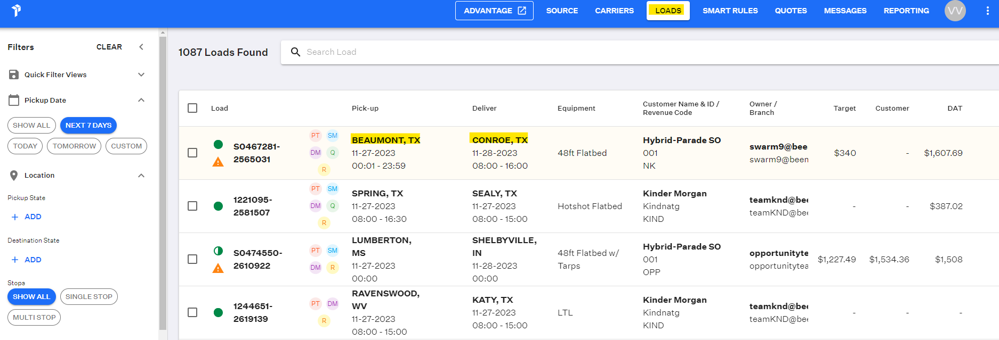 ADVANTAGE SOURCE CARRIERS LOADS SMART RULES QUOTES MESSAGES REPORTING VV
Filters CLEAR
Quick Filter Views
Pickup Date
SHOW ALL NEXT 7 DAYS
TODAY TOMORROW CUSTOM
Location
Pickup State
+ ADD
Destination State
+ ADD
Stops
SHOW ALL SINGLE STOP
MULTI STOP
1087 Loads Found Search Load
Load Pick-up Deliver Equipment Customer Name & ID / Revenue Code Owner / Branch Target Customer DAT
S0467281-
2565031
PT SM
DM Q
R
BEAUMONT, TX
11-27-2023
00:01 - 23:59
CONROE, TX
11-28-2023
08:00 - 16:00
48ft Flatbed
Hybrid-Parade SO
001
NK
swarm9@bee
swarm9@been
$340 - $1,607.69
1221095-
2581507
PT SM
DM Q
R
SPRING, TX
11-27-2023
08:00 - 16:30
SEALY, TX
11-27-2023
08:00 - 15:00
Hotshot Flatbed
Kinder Morgan
Kindnatg
KIND
teamknd@bee
teamKND@bee
- - $387.02
S0474550-
2610922
PT SM
DM R
LUMBERTON,
MS
11-27-2023
00:00
SHELBYVILLE,
IN
11-28-2023
00:00
48ft Flatbed w/
Tarps
Hybrid-Parade SO
001
OPP
opportunityte
opportunitytea
$1,227.49 $1,534.36 $1,508
1244651-
2619139
PT DM
R
RAVENSWOOD,
WV
11-27-2023
08:00 - 15:00
KATY, TX
11-27-2023
08:00 - 15:00
LTL
Kinder Morgan
Kindnatg
KIND
teamknd@bee
teamKND@bee
- - -